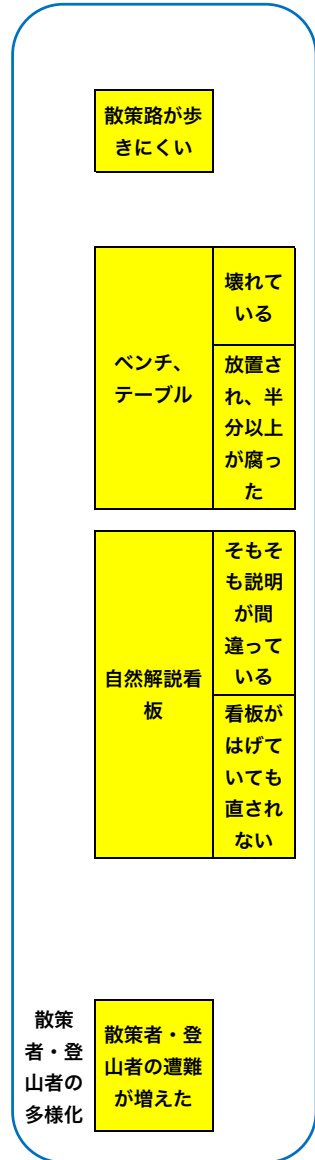 散策路が歩
きにくい
ベンチ、
テーブル
壊れて
いる
放置さ
れ、半
分以上
が腐っ
た
自然解説看
板
そもそ
も説明
が間
違って
いる
看板が
はげて
いても
直され
ない
散策
者・登
山者の
多様化
散策者・登
山者の遭難
が増えた